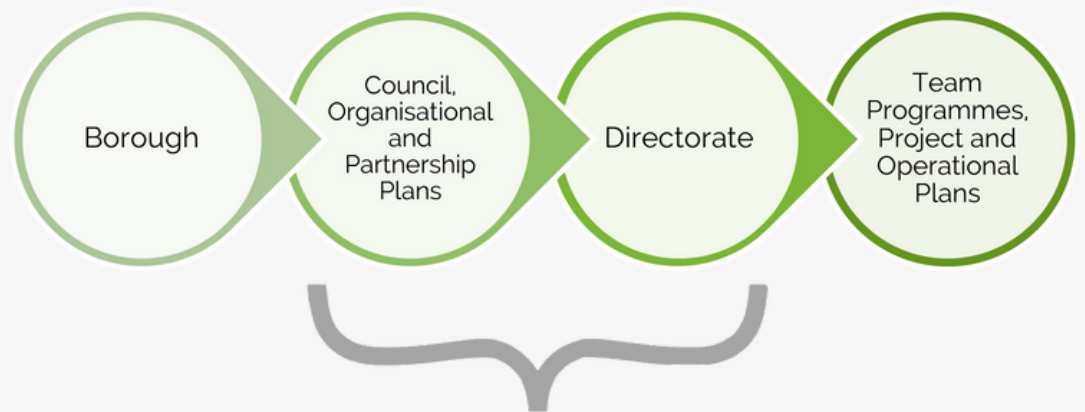 Borough
Council,
Organisational
and
Partnership
Plans
Directorate
Team
Programmes,
Project and
Operational
Plans